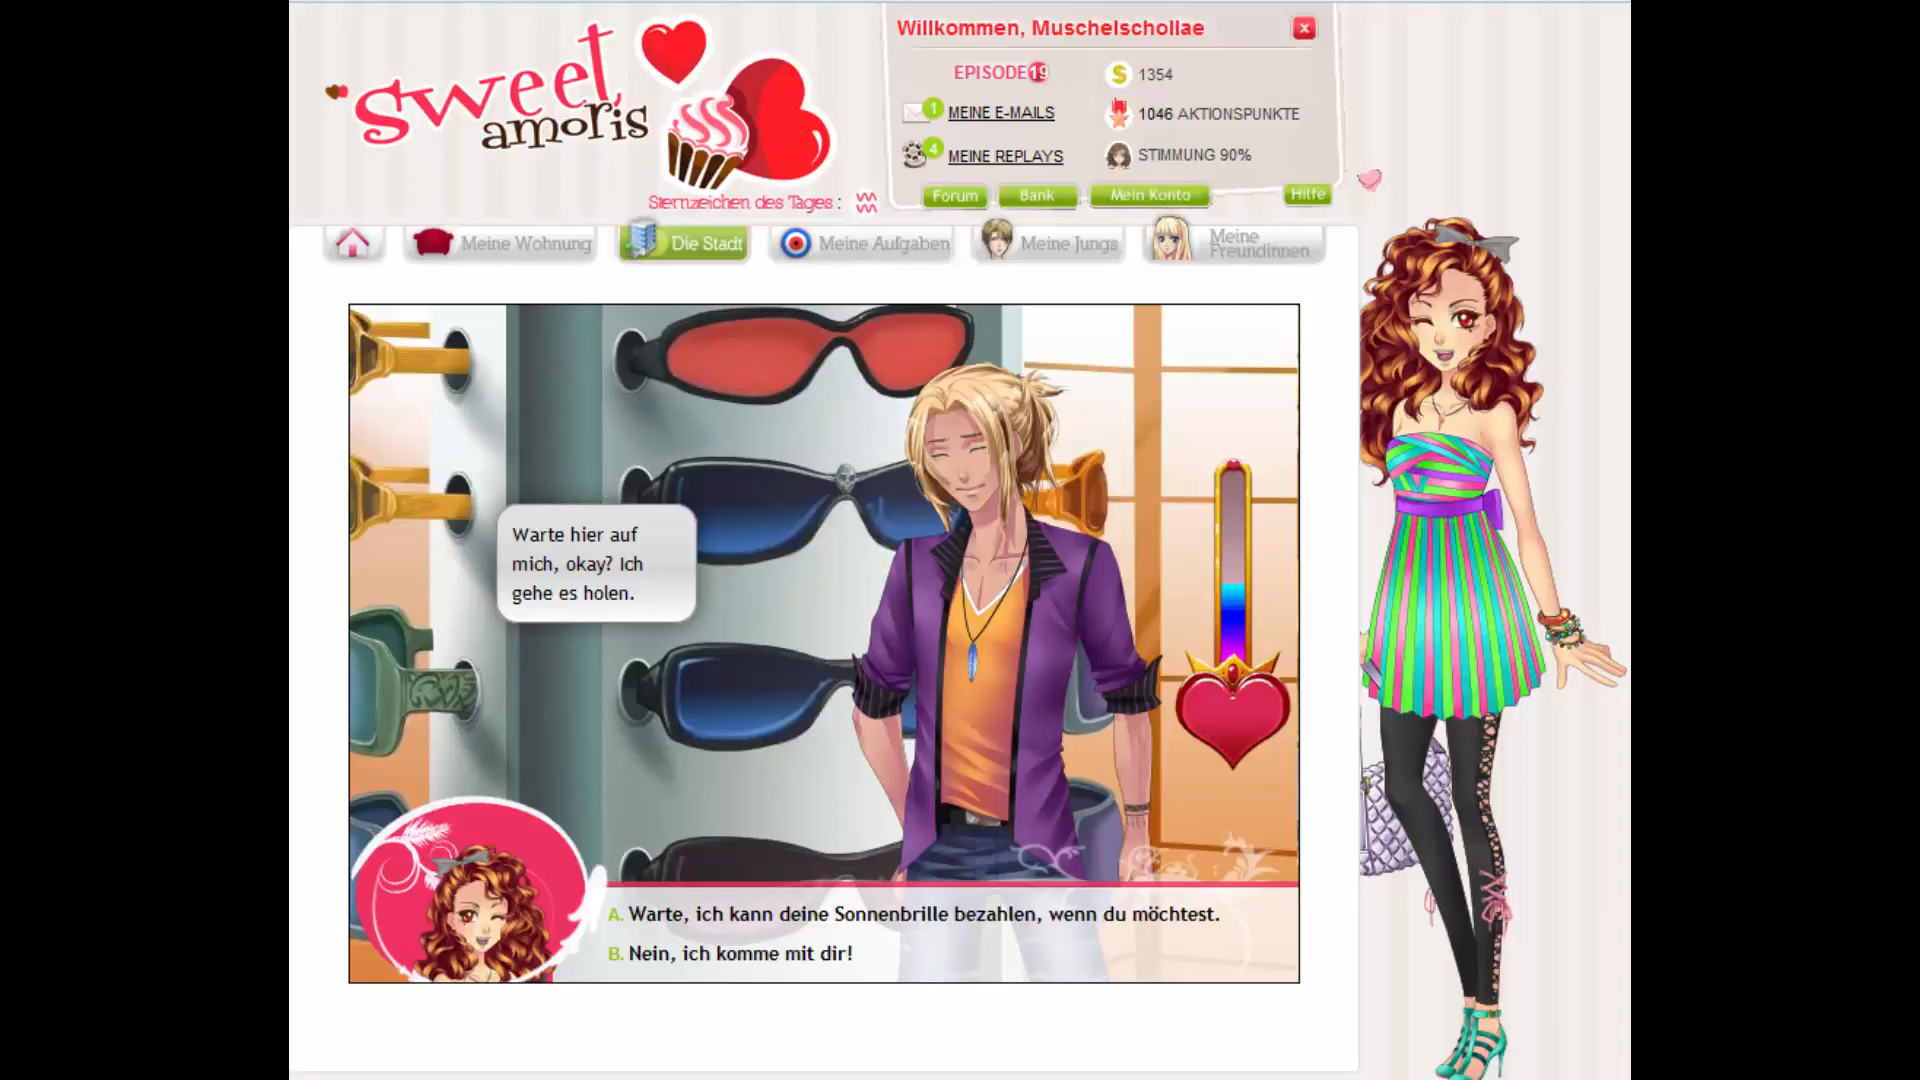 Sweet
amoris
Willkommen, Muschelschollae
EPISODE 19
1354
1 MEINE E-MAILS
1046 AKTIONSPUNKTE
4 MEINE REPLAYS
STIMMUNG 90%
Sternzeichen des Tages :
Forum
Bank
Mein Konto
Hilfe
Meine Wohnung
Die Stadt
Meine Aufgaben
Meine Jungs
Meine
Freundinnen
Warte hier auf
mich, okay? Ich
gehe es holen.
A. Warte, ich kann deine Sonnenbrille bezahlen, wenn du möchtest.
B. Nein, ich komme mit dir!